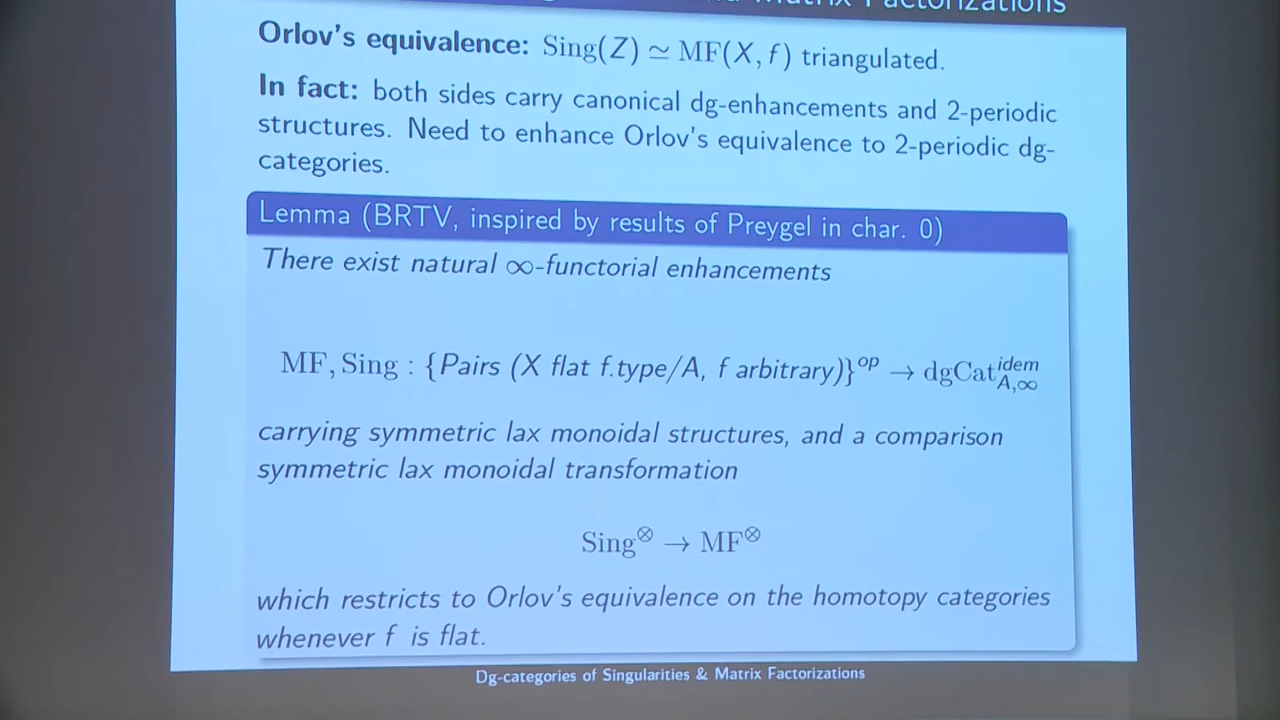 Matrix Factorizations
Orlov's equivalence: Sing(Z) ≃ MF(X, f) triangulated.
In fact: both sides carry canonical dg-enhancements and 2-periodic
structures. Need to enhance Orlov's equivalence to 2-periodic dg-
categories.
Lemma (BRTV, inspired by results of Preygel in char. 0)
There exist natural ∞-functorial enhancements
MF, Sing : {Pairs (X flat f.type/A, f arbitrary)}^op → dgCat^idem_A,∞
carrying symmetric lax monoidal structures, and a comparison
symmetric lax monoidal transformation
Sing^⊗ → MF^⊗
which restricts to Orlov's equivalence on the homotopy categories
whenever f is flat.
Dg-categories of Singularities & Matrix Factorizations